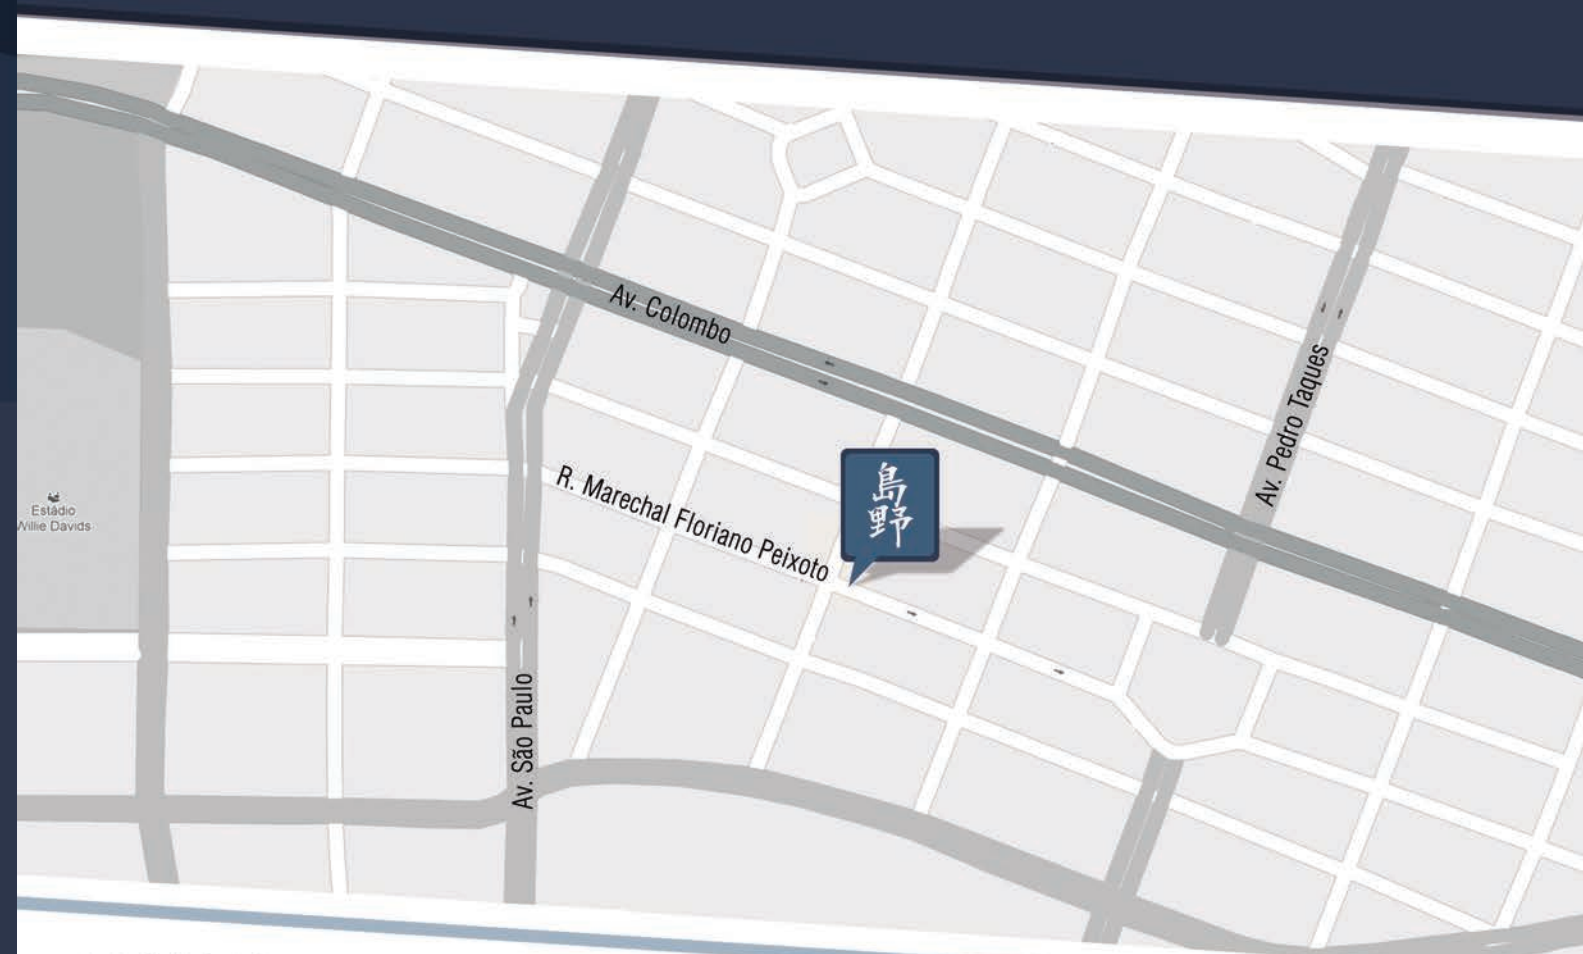 Av. Colombo
Av. Pedro Taques
R. Marechal Floriano Peixoto
島
野
Estádio
Willie Davids
Av. São Paulo